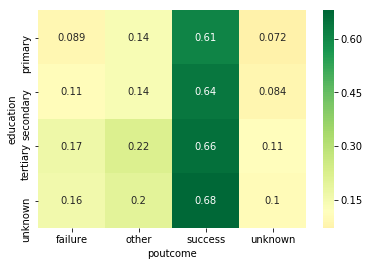 primary 0.089 0.14 0.61 0.072
secondary 0.11 0.14 0.64 0.084
tertiary 0.17 0.22 0.66 0.11
unknown 0.16 0.2 0.68 0.1
education
failure other success unknown
poutcome
0.60
0.45
0.30
0.15